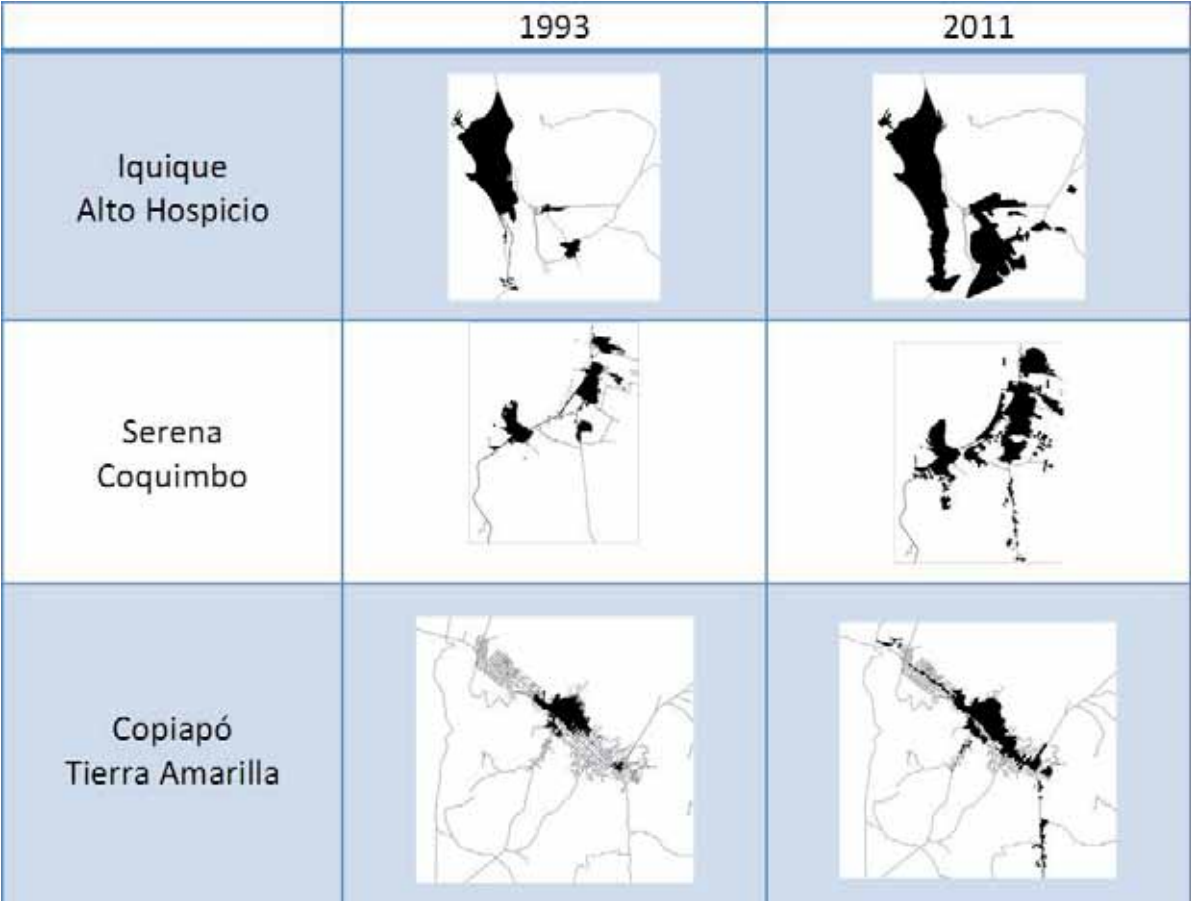 1993
2011
Iquique
Alto Hospicio
Serena
Coquimbo
Copiapó
Tierra Amarilla